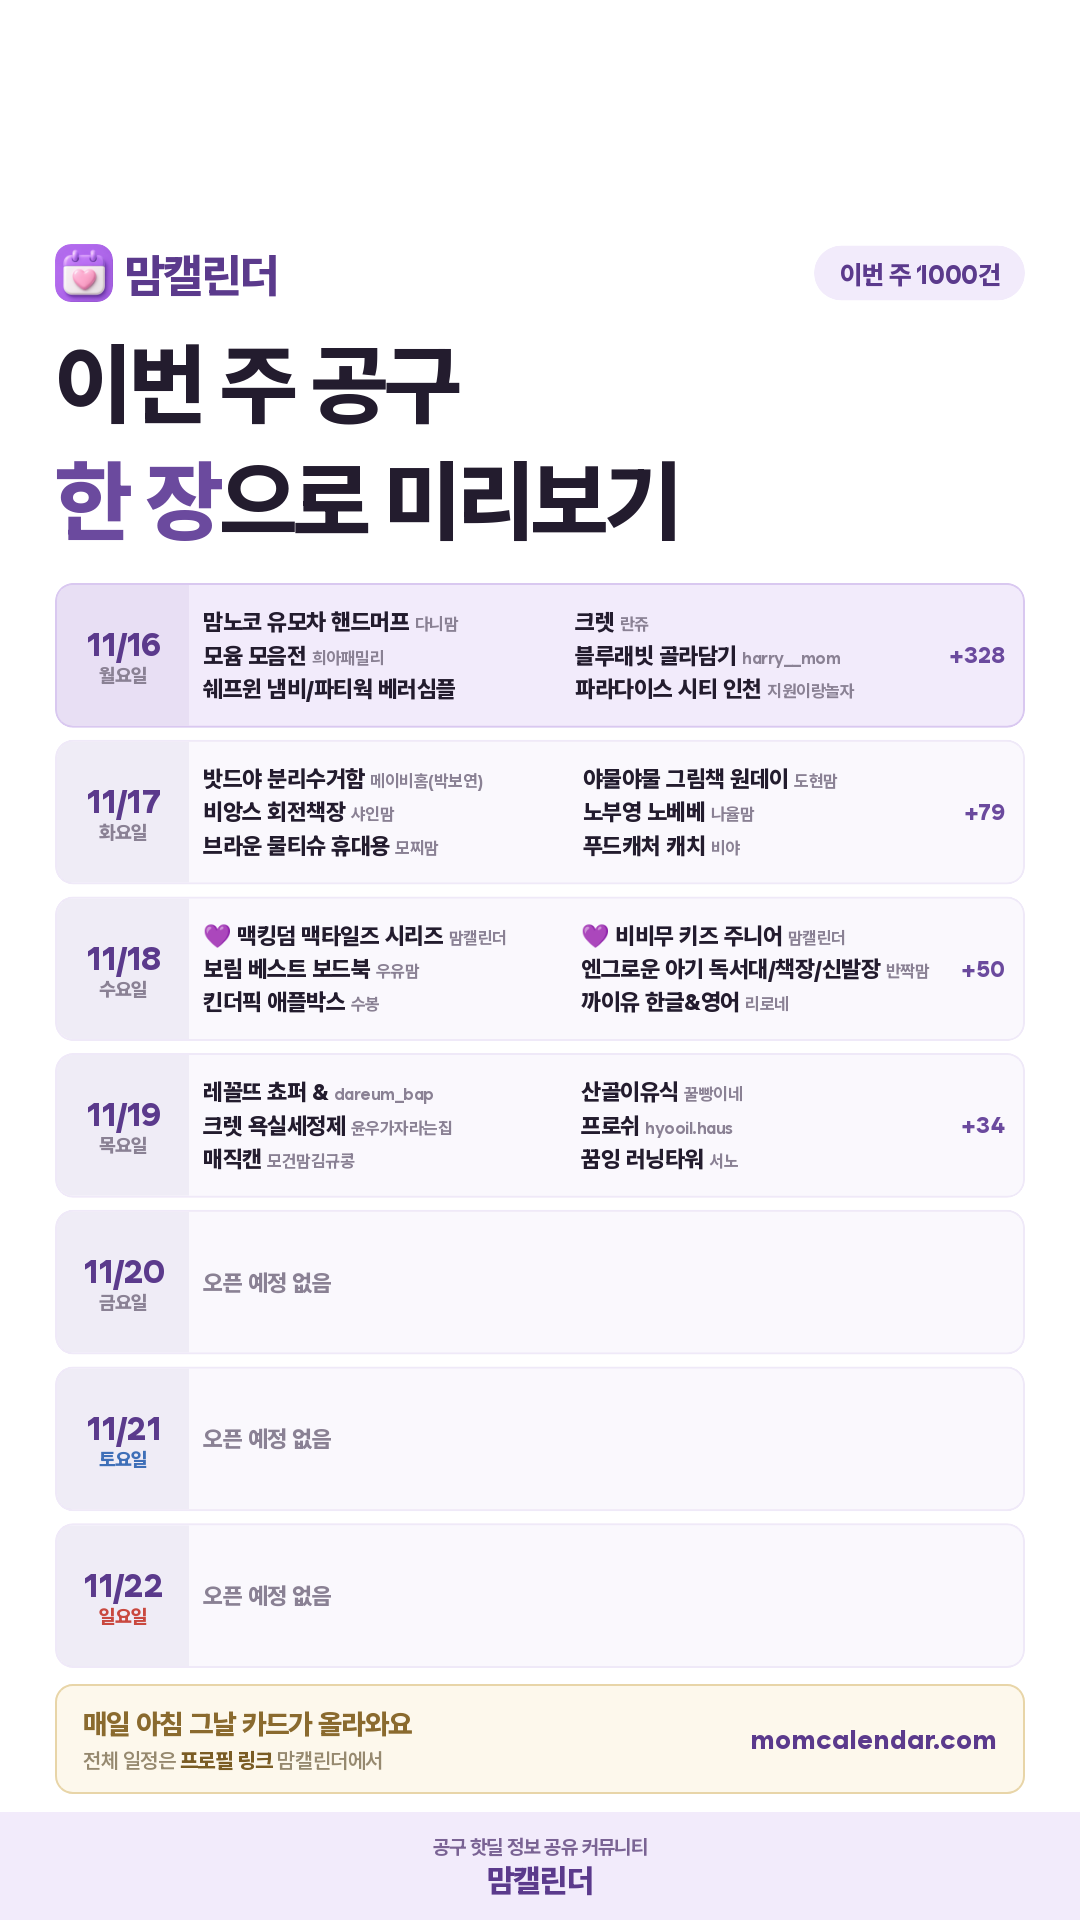 맘캘린더
이번 주 1000건
이번 주 공구
한 장으로 미리보기
11/16
월요일
맘노코 유모차 핸드머프 다니맘
모윰 모음전 희아패밀리
쉐프윈 냄비/파티웍 베러심플
크렛 란쥬
블루래빗 골라담기 harry__mom
파라다이스 시티 인천 지원이랑놀자
+328
11/17
화요일
밧드야 분리수거함 메이비홈(박보연)
비앙스 회전책장 샤인맘
브라운 물티슈 휴대용 모찌맘
야물야물 그림책 원데이 도현맘
노부영 노베베 나율맘
푸드캐처 캐치 비야
+79
11/18
수요일
💜 맥킹덤 맥타일즈 시리즈 맘캘린더
보림 베스트 보드북 우유맘
킨더픽 애플박스 수봉
💜 비비무 키즈 주니어 맘캘린더
엔그로운 아기 독서대/책장/신발장 반짝맘
까이유 한글&영어 리로네
+50
11/19
목요일
레꼴뜨 쵸퍼 & dareum_bap
크렛 욕실세정제 윤우가자라는집
매직캔 모건맘김규콩
산골이유식 꿀빵이네
프로쉬 hyooil.haus
꿈잉 러닝타워 서노
+34
11/20
금요일
오픈 예정 없음
11/21
토요일
오픈 예정 없음
11/22
일요일
오픈 예정 없음
매일 아침 그날 카드가 올라와요
전체 일정은 프로필 링크 맘캘린더에서
momcalendar.com
공구 핫딜 정보 공유 커뮤니티
맘캘린더